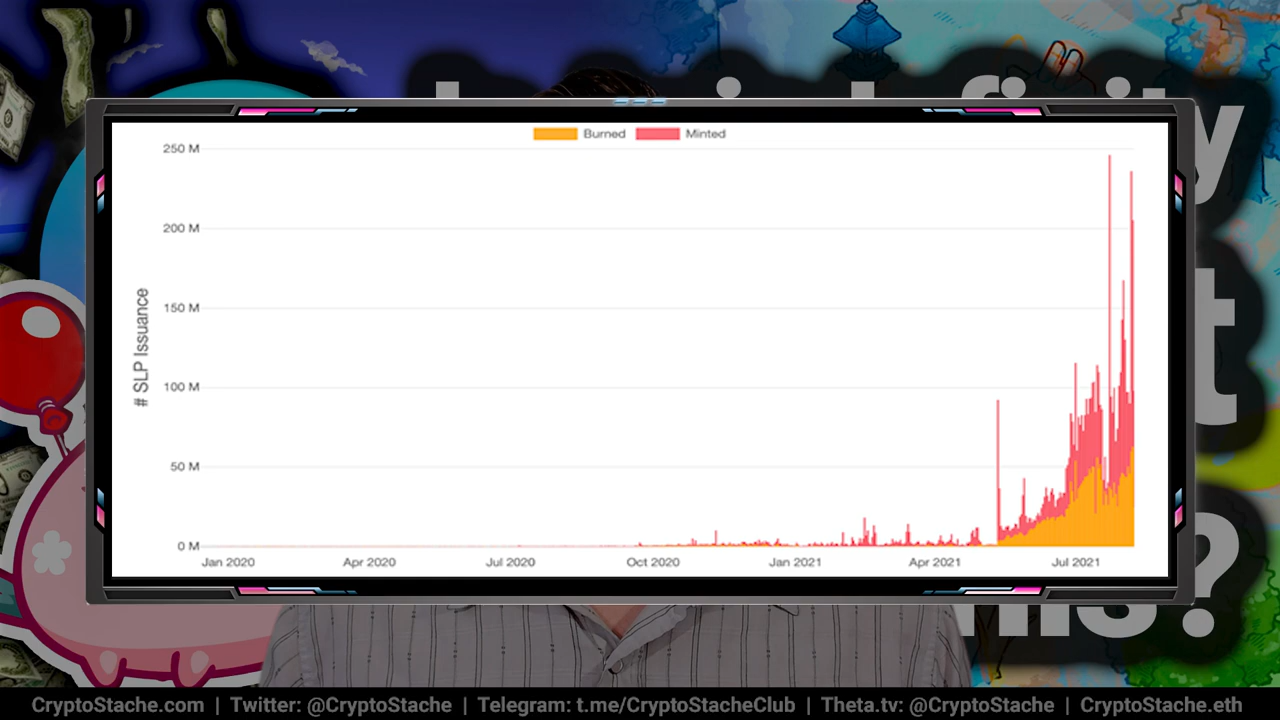 Burned Minted
250 M
200 M
150 M
100 M
50 M
0 M
# SLP Issuance
Jan 2020 Apr 2020 Jul 2020 Oct 2020 Jan 2021 Apr 2021 Jul 2021
CryptoStache.com | Twitter: @CryptoStache | Telegram: t.me/CryptoStacheClub | Theta.tv: @CryptoStache | CryptoStache.eth